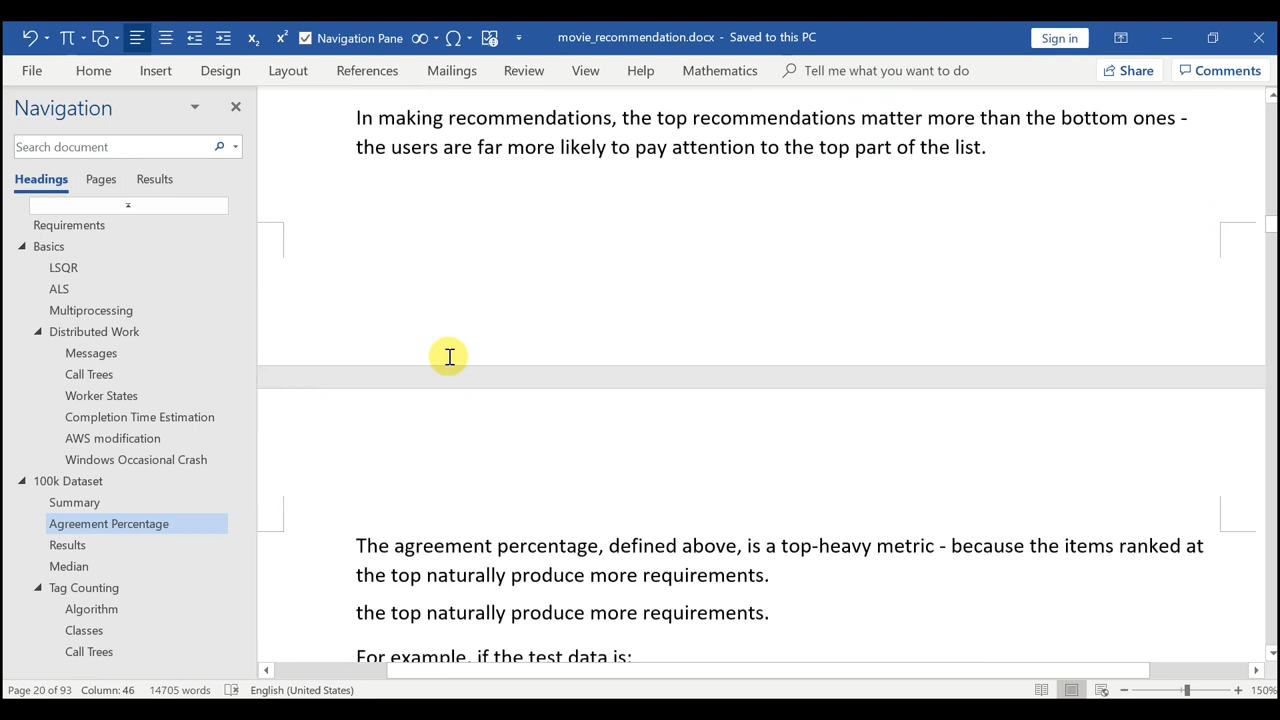 Navigation Pane
movie_recommendation.docx - Saved to this PC
Sign in
File Home Insert Design Layout References Mailings Review View Help Mathematics Tell me what you want to do Share Comments
Navigation
Search document
Headings Pages Results
Requirements
Basics
LSQR
ALS
Multiprocessing
Distributed Work
Messages
Call Trees
Worker States
Completion Time Estimation
AWS modification
Windows Occasional Crash
100k Dataset
Summary
Agreement Percentage
Results
Median
Tag Counting
Algorithm
Classes
Call Trees
In making recommendations, the top recommendations matter more than the bottom ones -
the users are far more likely to pay attention to the top part of the list.
The agreement percentage, defined above, is a top-heavy metric - because the items ranked at
the top naturally produce more requirements.
the top naturally produce more requirements.
For example, if the test data is:
Page 20 of 93 Column: 46 14705 words English (United States) 150%